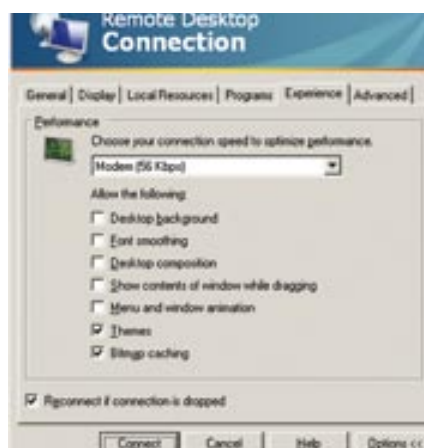 Remote Desktop
Connection
General Display Local Resources Programs Experience Advanced
Performance
Choose your connection speed to optimize performance.
Modem (56 Kbps)
Allow the following:
Desktop background
Font smoothing
Desktop composition
Show contents of window while dragging
Menu and window animation
Themes
Bitmap caching
Reconnect if connection is dropped
Connect Cancel Help Options <<